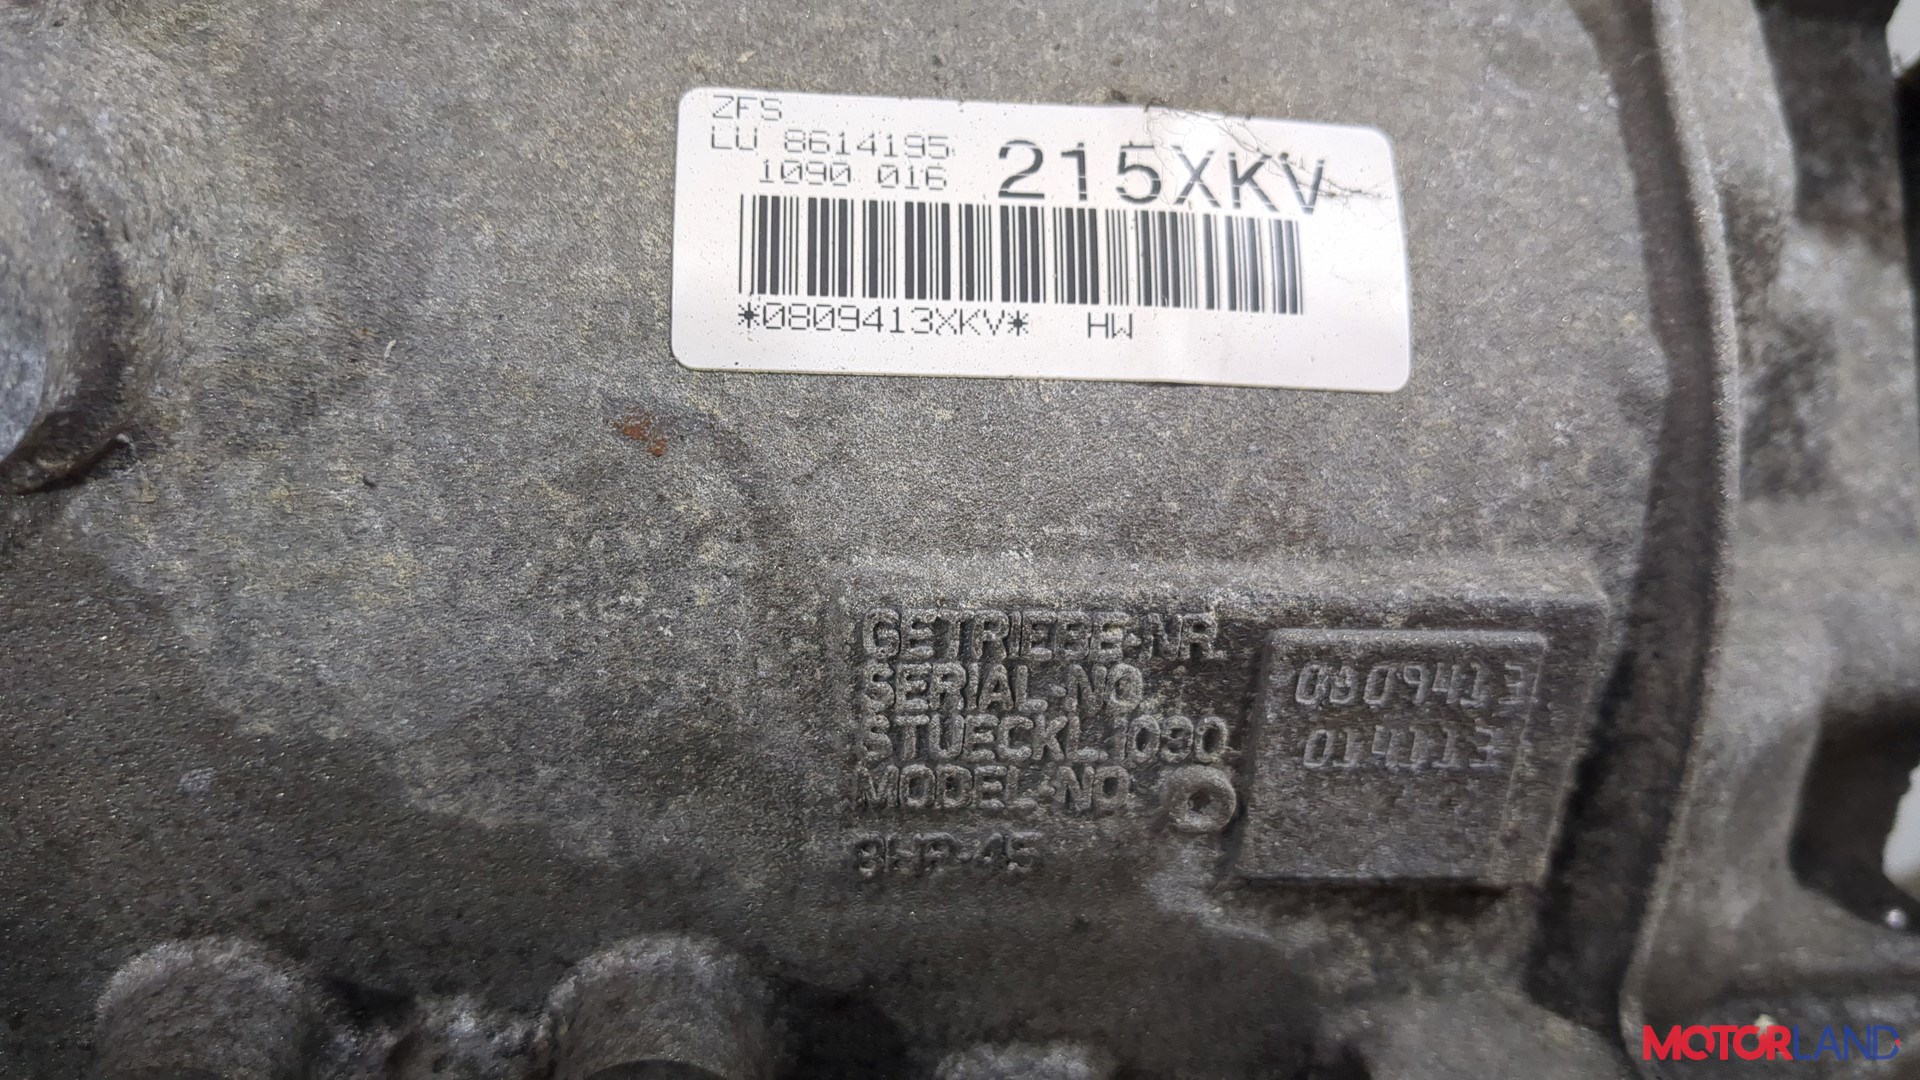 ZFS
LU 8614195
1090 016
215XKV
*0809413XKV* HW
GETRIEBE-NR.
SERIAL-NO.
0809413
STUECKL.1090
014113
MODEL-NO.
8HP-45
MOTORLAND